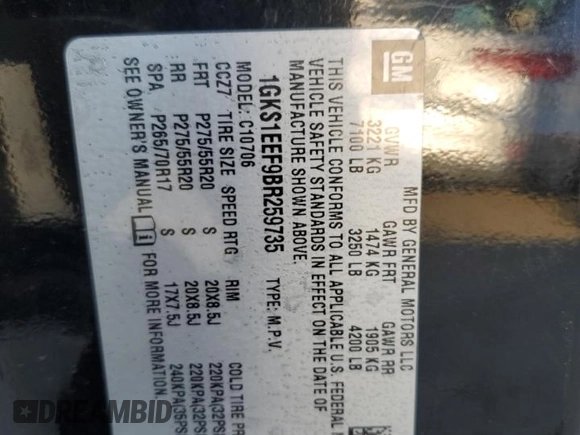 GM
MFD BY GENERAL MOTORS LLC
GVWR GAWR FRT GAWR RR
3221 KG 1474 KG 1905 KG
7100 LB 3250 LB 4200 LB
THIS VEHICLE CONFORMS TO ALL APPLICABLE U.S. FEDERAL
VEHICLE SAFETY STANDARDS IN EFFECT ON THE DATE OF
MANUFACTURE SHOWN ABOVE.
1GKS1EEF9BR259735 TYPE: M.P.V.
C10706
CCZ7 TIRE SIZE SPEED RTG RIM COLD TIRE PR
FRT P275/55R20 S 20X8.5J 220KPA(32PS
RR P275/55R20 S 20X8.5J 220KPA(32PS
SPA P265/70R17 S 17X7.5J 240KPA(35PS
SEE OWNER'S MANUAL i FOR MORE INFORMATION
DREAMBID